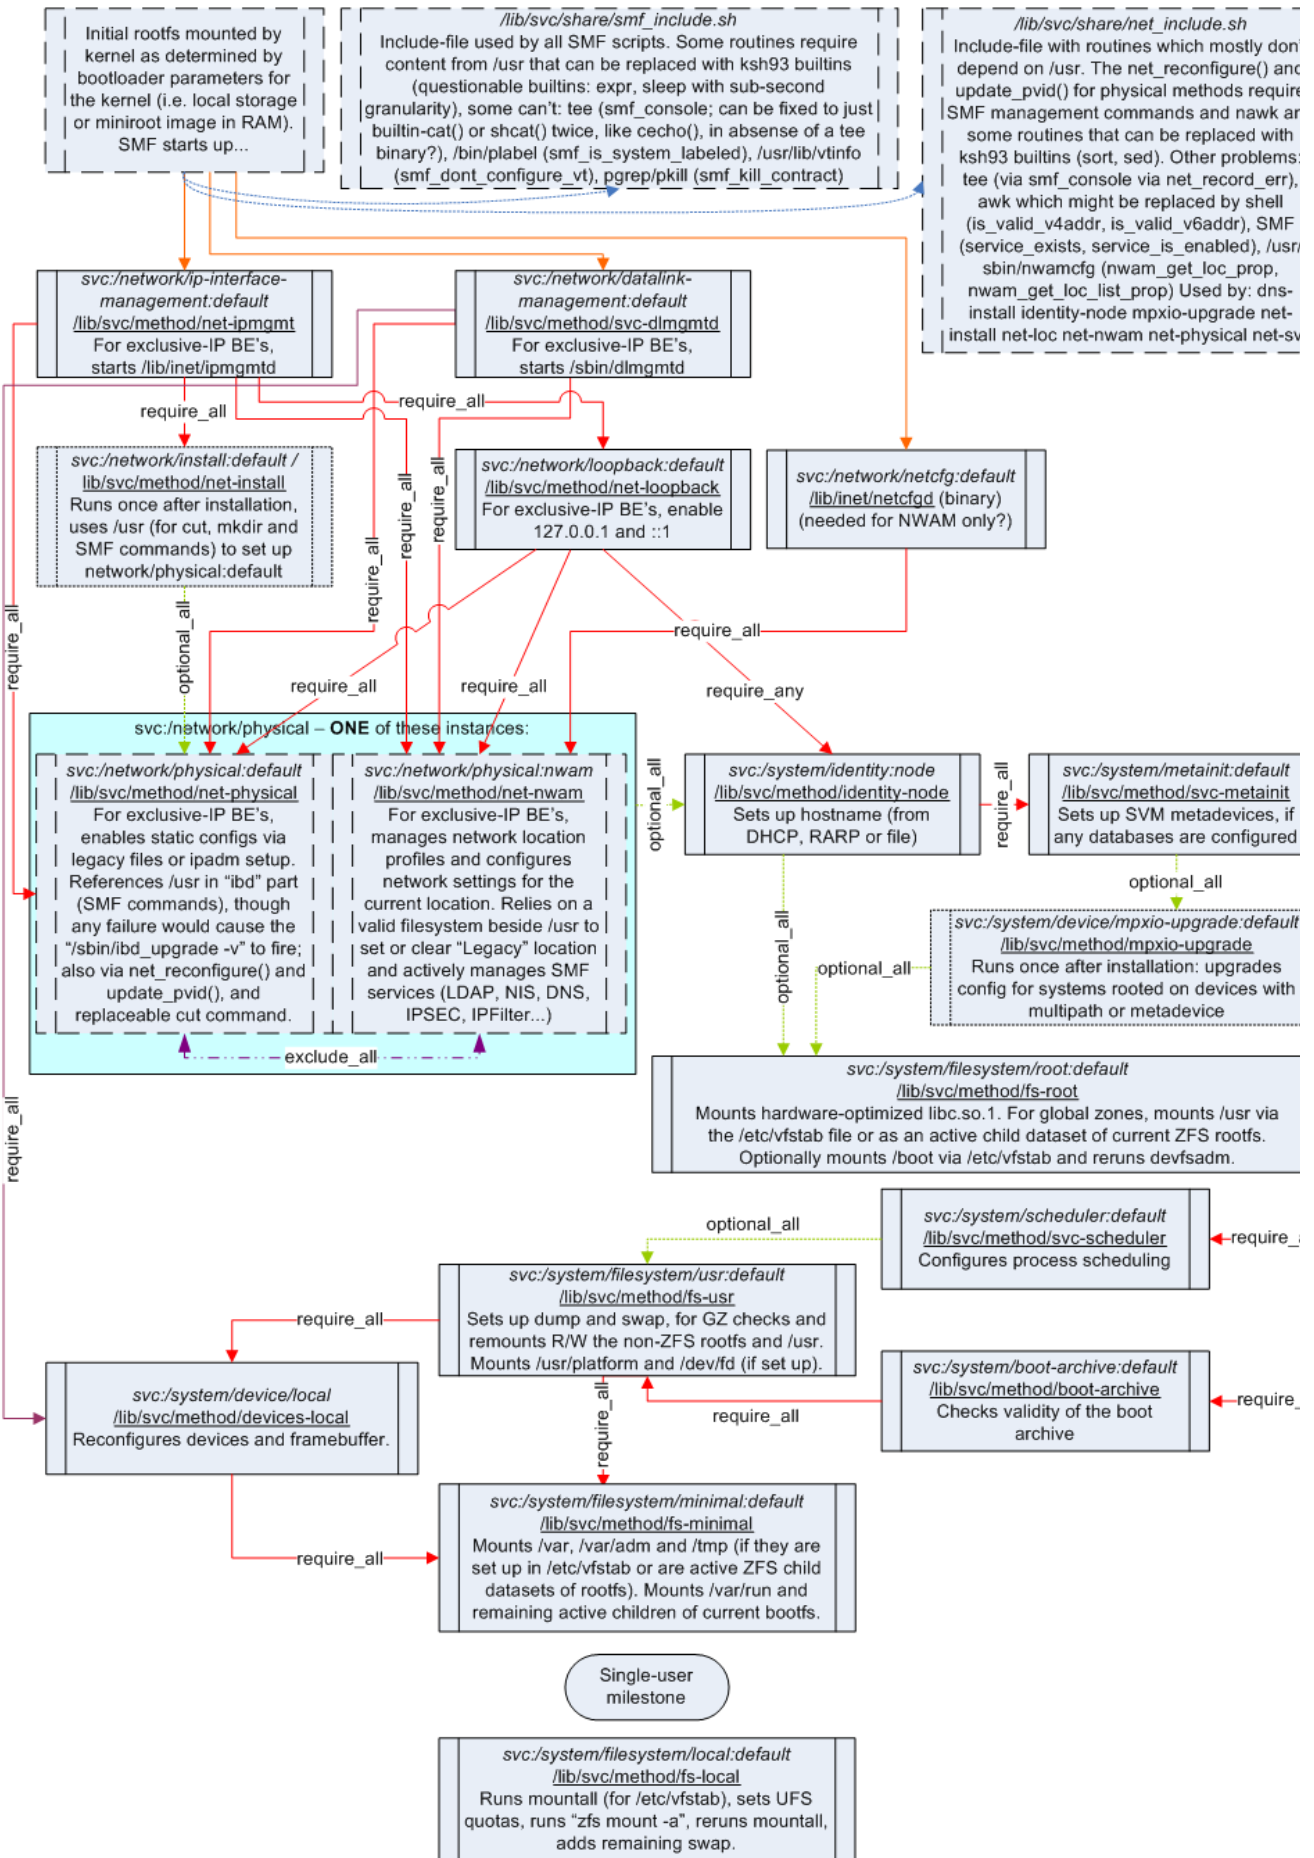 Initial rootfs mounted by
kernel as determined by
bootloader parameters for
the kernel (i.e. local storage
or miniroot image in RAM).
SMF starts up...
/lib/svc/share/smf_include.sh
Include-file used by all SMF scripts. Some routines require
content from /usr that can be replaced with ksh93 builtins
(questionable builtins: expr, sleep with sub-second
granularity), some can't: tee (smf_console; can be fixed to just
builtin-cat() or shcat() twice, like cecho(), in absense of a tee
binary?), /bin/plabel (smf_is_system_labeled), /usr/lib/vtinfo
(smf_dont_configure_vt), pgrep/pkill (smf_kill_contract)
/lib/svc/share/net_include.sh
Include-file with routines which mostly don'
depend on /usr. The net_reconfigure() and
update_pvid() for physical methods require
SMF management commands and nawk an
some routines that can be replaced with
ksh93 builtins (sort, sed). Other problems:
tee (via smf_console via net_record_err),
awk which might be replaced by shell
(is_valid_v4addr, is_valid_v6addr), SMF
(service_exists, service_is_enabled), /usr/
sbin/nwamcfg (nwam_get_loc_prop,
nwam_get_loc_list_prop) Used by: dns-
install identity-node mpxio-upgrade net-
install net-loc net-nwam net-physical net-sv
svc:/network/ip-interface-
management:default
/lib/svc/method/net-ipmgmt
For exclusive-IP BE's,
starts /lib/inet/ipmgmtd
svc:/network/datalink-
management:default
/lib/svc/method/svc-dlmgmtd
For exclusive-IP BE's,
starts /sbin/dlmgmtd
require_all
require_all
svc:/network/install:default /
lib/svc/method/net-install
Runs once after installation,
uses /usr (for cut, mkdir and
SMF commands) to set up
network/physical:default
require_all
require_all
require_all
svc:/network/loopback:default
/lib/svc/method/net-loopback
For exclusive-IP BE's, enable
127.0.0.1 and ::1
svc:/network/netcfg:default
/lib/inet/netcfgd (binary)
(needed for NWAM only?)
require_all
optional_all
require_all
require_all
require_all
require_any
svc:/network/physical – ONE of these instances:
svc:/network/physical:default
/lib/svc/method/net-physical
For exclusive-IP BE's,
enables static configs via
legacy files or ipadm setup.
References /usr in “ibd” part
(SMF commands), though
any failure would cause the
“/sbin/ibd_upgrade -v” to fire;
also via net_reconfigure() and
update_pvid(), and
replaceable cut command.
svc:/network/physical:nwam
/lib/svc/method/net-nwam
For exclusive-IP BE's,
manages network location
profiles and configures
network settings for the
current location. Relies on a
valid filesystem beside /usr to
set or clear “Legacy” location
and actively manages SMF
services (LDAP, NIS, DNS,
IPSEC, IPFilter...)
exclude_all
optional_all
svc:/system/identity:node
/lib/svc/method/identity-node
Sets up hostname (from
DHCP, RARP or file)
require_all
svc:/system/metainit:default
/lib/svc/method/svc-metainit
Sets up SVM metadevices, if
any databases are configured
optional_all
optional_all
optional_all
svc:/system/device/mpxio-upgrade:default
/lib/svc/method/mpxio-upgrade
Runs once after installation: upgrades
config for systems rooted on devices with
multipath or metadevice
svc:/system/filesystem/root:default
/lib/svc/method/fs-root
Mounts hardware-optimized libc.so.1. For global zones, mounts /usr via
the /etc/vfstab file or as an active child dataset of current ZFS rootfs.
Optionally mounts /boot via /etc/vfstab and reruns devfsadm.
require_all
svc:/system/scheduler:default
/lib/svc/method/svc-scheduler
Configures process scheduling
require_a
optional_all
svc:/system/filesystem/usr:default
/lib/svc/method/fs-usr
Sets up dump and swap, for GZ checks and
remounts R/W the non-ZFS rootfs and /usr.
Mounts /usr/platform and /dev/fd (if set up).
require_all
svc:/system/boot-archive:default
/lib/svc/method/boot-archive
Checks validity of the boot
archive
require_
require_all
require_all
svc:/system/device/local
/lib/svc/method/devices-local
Reconfigures devices and framebuffer.
require_all
svc:/system/filesystem/minimal:default
/lib/svc/method/fs-minimal
Mounts /var, /var/adm and /tmp (if they are
set up in /etc/vfstab or are active ZFS child
datasets of rootfs). Mounts /var/run and
remaining active children of current bootfs.
Single-user
milestone
svc:/system/filesystem/local:default
/lib/svc/method/fs-local
Runs mountall (for /etc/vfstab), sets UFS
quotas, runs “zfs mount -a”, reruns mountall,
adds remaining swap.